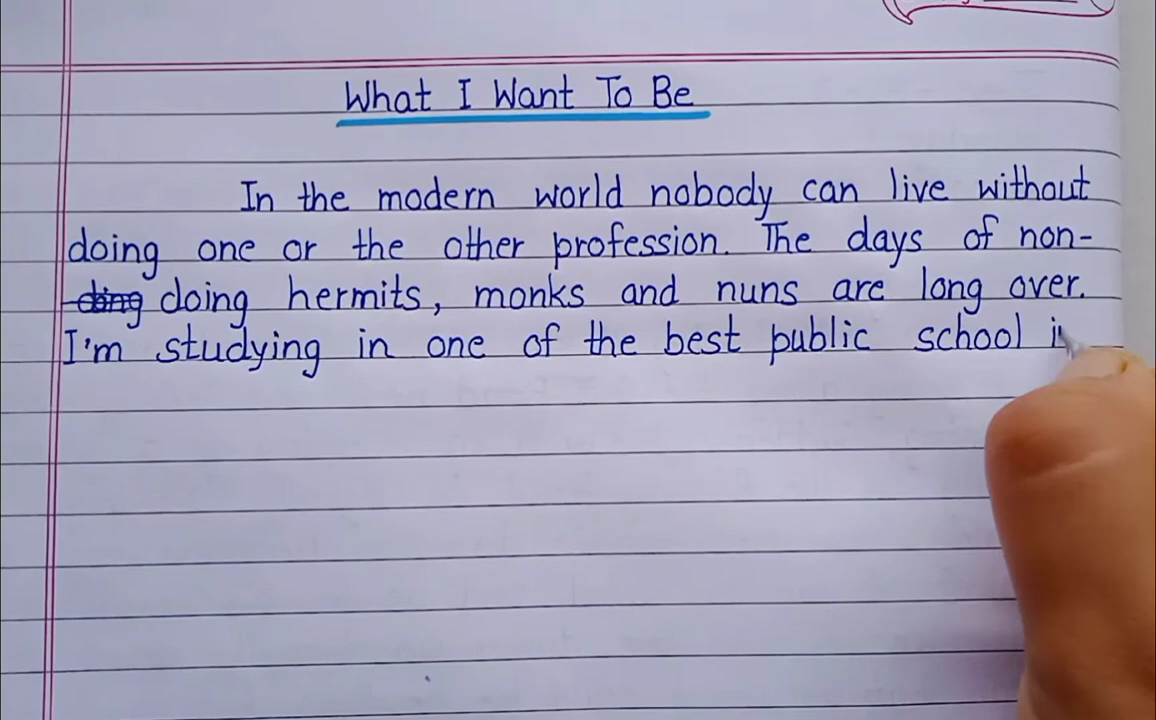 What I Want To Be
In the modern world nobody can live without
doing one or the other profession. The days of non-
doing hermits, monks and nuns are long over.
I'm studying in one of the best public school